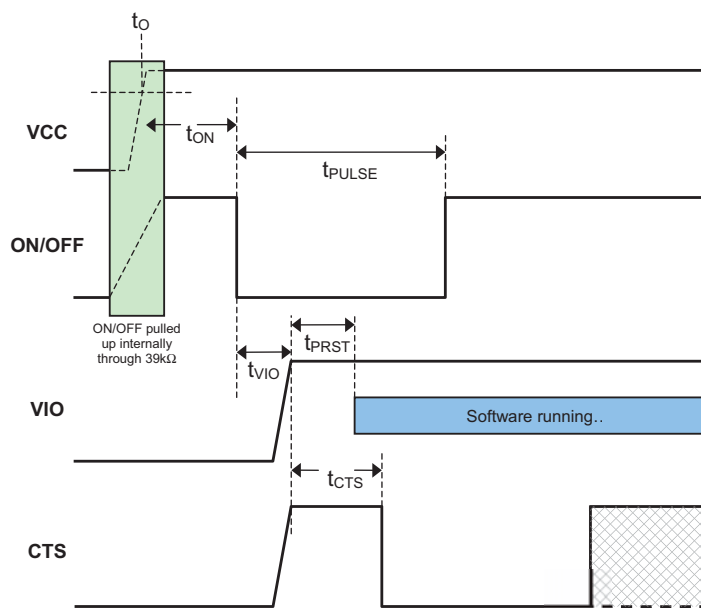 tO
VCC
tON
tPULSE
ON/OFF
ON/OFF pulled
up internally
through 39kΩ
tPRST
tVIO
VIO
Software running..
tCTS
CTS